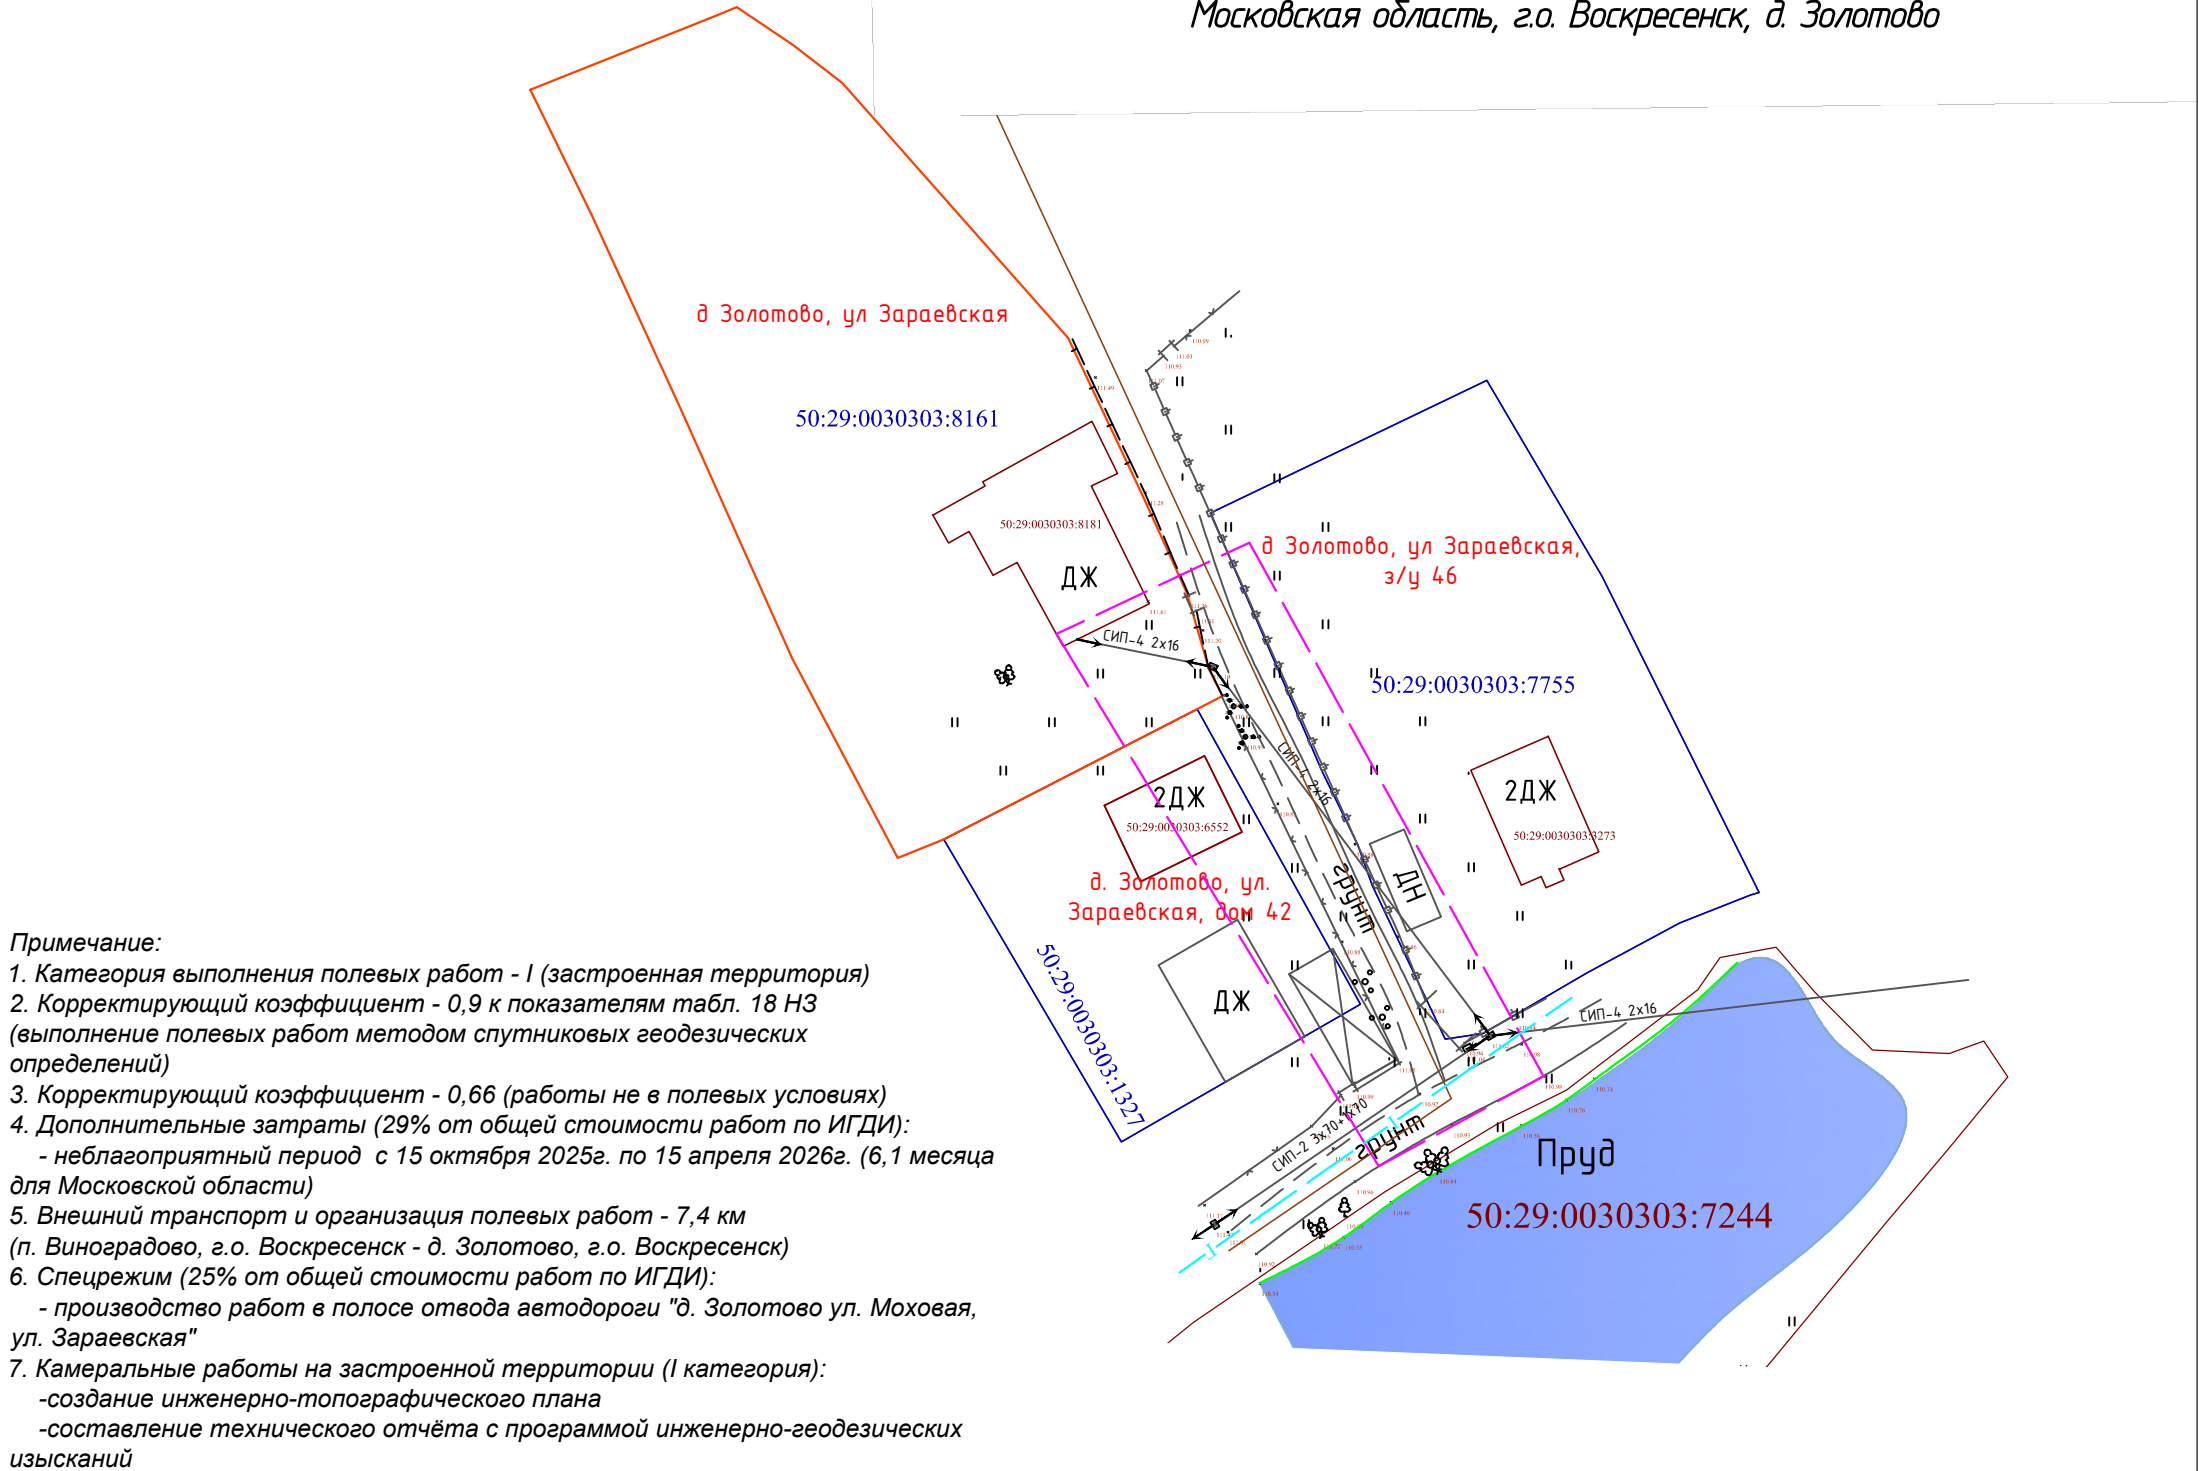 Московская область, г.о. Воскресенск, д. Золотово
д Золотово, ул Зараевская
50:29:0030303:8161
50:29:0030303:8181
ДЖ
СИП-4 2х16
д Золотово, ул Зараевская,
з/у 46
50:29:0030303:7755
2ДЖ
50:29:0030303:3273
СИП-4 2х16
2ДЖ
50:29:0030303:6552
д. Золотово, ул.
Зараевская, дом 42
грунт
ДН
ДЖ
50:29:0030303:1327
СИП-4 2х16
СИП-2 3х70+1х70
грунт
Пруд
50:29:0030303:7244
Примечание:
1. Категория выполнения полевых работ - I (застроенная территория)
2. Корректирующий коэффициент - 0,9 к показателям табл. 18 НЗ
(выполнение полевых работ методом спутниковых геодезических
определений)
3. Корректирующий коэффициент - 0,66 (работы не в полевых условиях)
4. Дополнительные затраты (29% от общей стоимости работ по ИГДИ):
- неблагоприятный период с 15 октября 2025г. по 15 апреля 2026г. (6,1 месяца
для Московской области)
5. Внешний транспорт и организация полевых работ - 7,4 км
(п. Виноградово, г.о. Воскресенск - д. Золотово, г.о. Воскресенск)
6. Спецрежим (25% от общей стоимости работ по ИГДИ):
- производство работ в полосе отвода автодороги "д. Золотово ул. Моховая,
ул. Зараевская"
7. Камеральные работы на застроенной территории (I категория):
-создание инженерно-топографического плана
-составление технического отчёта с программой инженерно-геодезических
изысканий